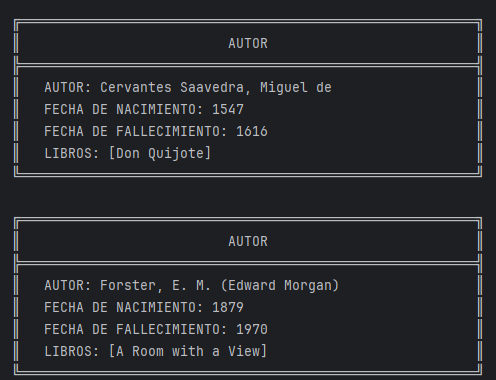 AUTOR
AUTOR: Cervantes Saavedra, Miguel de
FECHA DE NACIMIENTO: 1547
FECHA DE FALLECIMIENTO: 1616
LIBROS: [Don Quijote]
AUTOR
AUTOR: Forster, E. M. (Edward Morgan)
FECHA DE NACIMIENTO: 1879
FECHA DE FALLECIMIENTO: 1970
LIBROS: [A Room with a View]